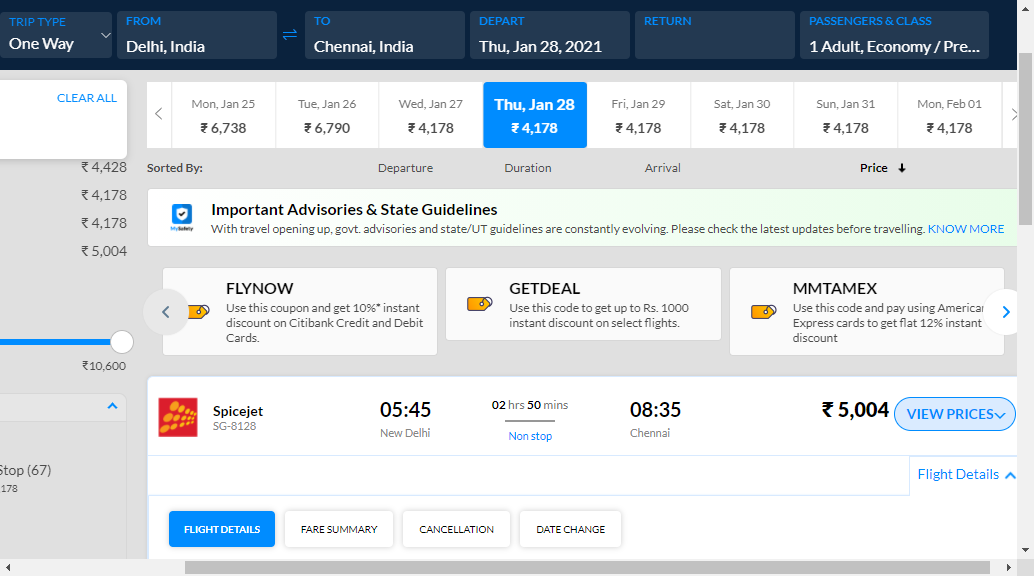 TRIP TYPE
One Way
FROM
Delhi, India
TO
Chennai, India
DEPART
Thu, Jan 28, 2021
RETURN
PASSENGERS & CLASS
1 Adult, Economy / Pre...
CLEAR ALL
₹ 4,428
₹ 4,178
₹ 4,178
₹ 5,004
₹10,600
Stop (67)
178
Mon, Jan 25
₹ 6,738
Tue, Jan 26
₹ 6,790
Wed, Jan 27
₹ 4,178
Thu, Jan 28
₹ 4,178
Fri, Jan 29
₹ 4,178
Sat, Jan 30
₹ 4,178
Sun, Jan 31
₹ 4,178
Mon, Feb 01
₹ 4,178
Sorted By: Departure Duration Arrival Price
MySafety
Important Advisories & State Guidelines
With travel opening up, govt. advisories and state/UT guidelines are constantly evolving. Please check the latest updates before travelling. KNOW MORE
FLYNOW
Use this coupon and get 10%* instant
discount on Citibank Credit and Debit
Cards.
GETDEAL
Use this code to get up to Rs. 1000
instant discount on select flights.
MMTAMEX
Use this code and pay using America
Express cards to get flat 12% instant
discount
Spicejet
SG-8128
05:45
New Delhi
02 hrs 50 mins
Non stop
08:35
Chennai
₹ 5,004
VIEW PRICES
Flight Details
FLIGHT DETAILS
FARE SUMMARY
CANCELLATION
DATE CHANGE